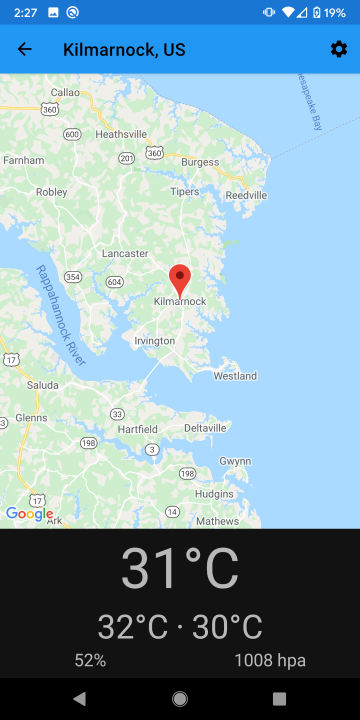 2:27
19%
Kilmarnock, US
esapeake Bay
Callao
360
600
Heathsville
360
201
Farnham
Burgess
Robley
Tipers
Reedville
Lancaster
354
604
Kilmarnock
Rappahannock River
Irvington
17
Westland
Saluda
33
Glenns
Hartfield
Deltaville
3
198
3
Gwynn
198
Hudgins
17
14
Google
Ark
Mathews
31°C
32°C · 30°C
52%
1008 hpa